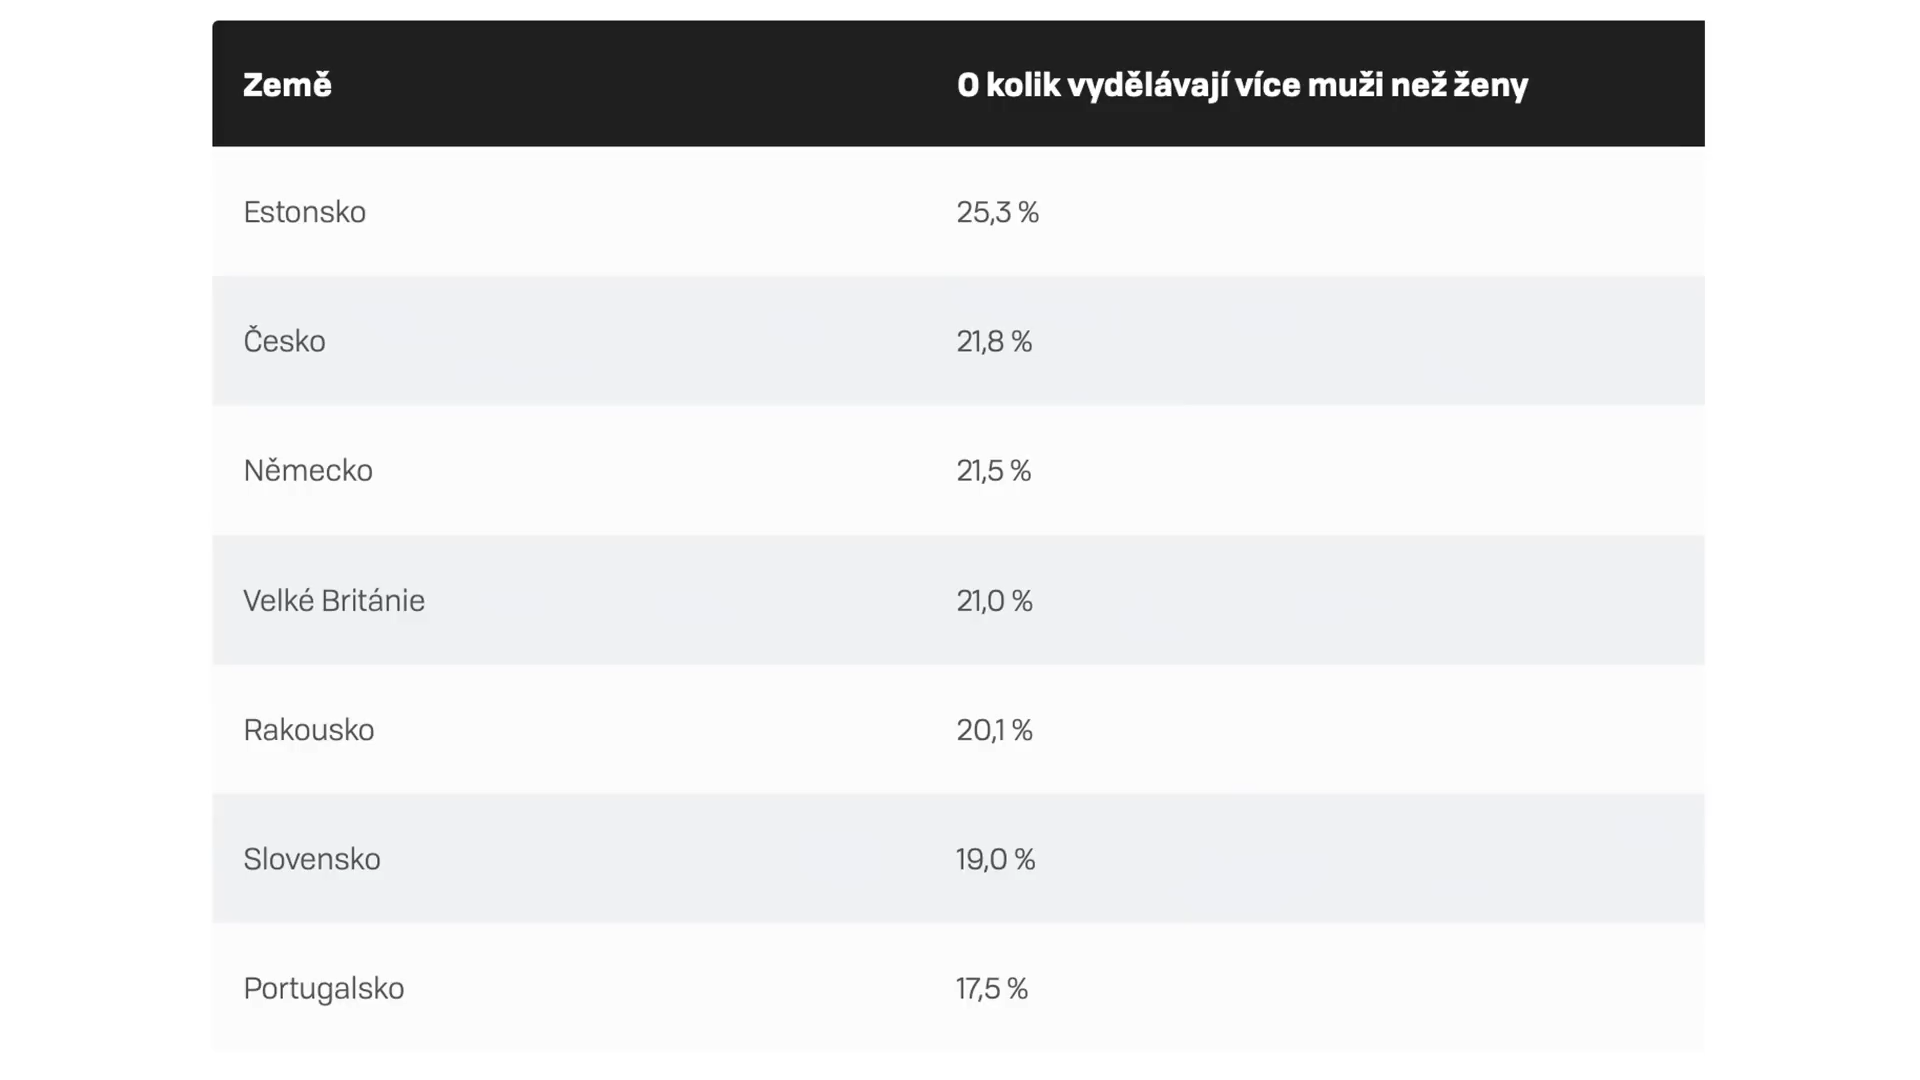 Země O kolik vydělávají více muži než ženy
Estonsko 25,3 %
Česko 21,8 %
Německo 21,5 %
Velké Británie 21,0 %
Rakousko 20,1 %
Slovensko 19,0 %
Portugalsko 17,5 %